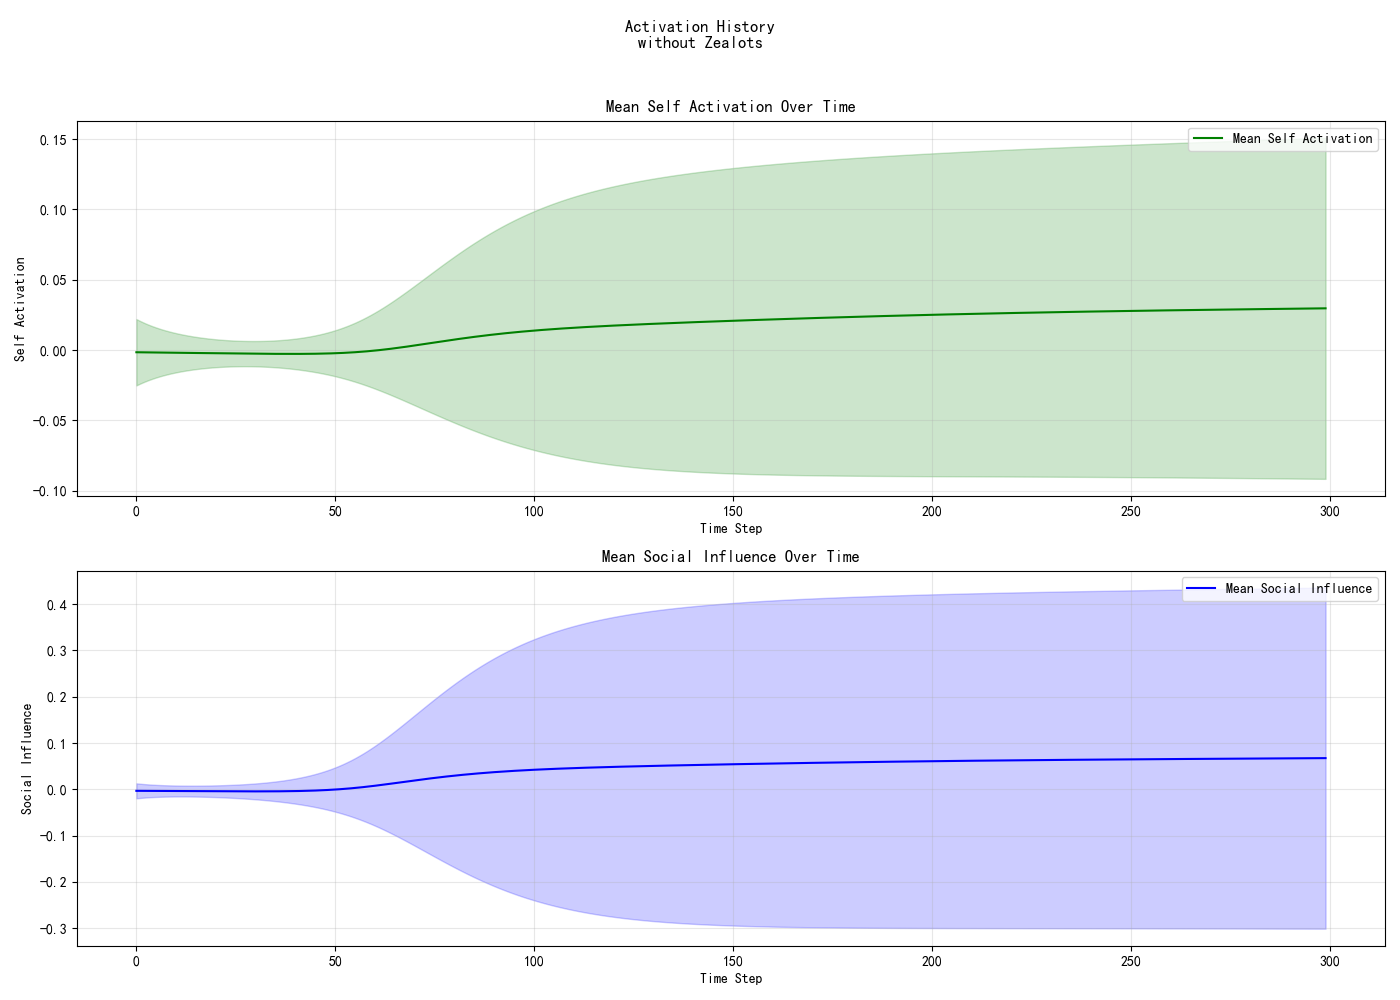 Activation History
without Zealots
Mean Self Activation Over Time
Mean Self Activation
Self Activation
0.15
0.10
0.05
0.00
−0.05
−0.10
0 50 100 150 200 250 300
Time Step
Mean Social Influence Over Time
Mean Social Influence
Social Influence
0.4
0.3
0.2
0.1
0.0
−0.1
−0.2
−0.3
0 50 100 150 200 250 300
Time Step